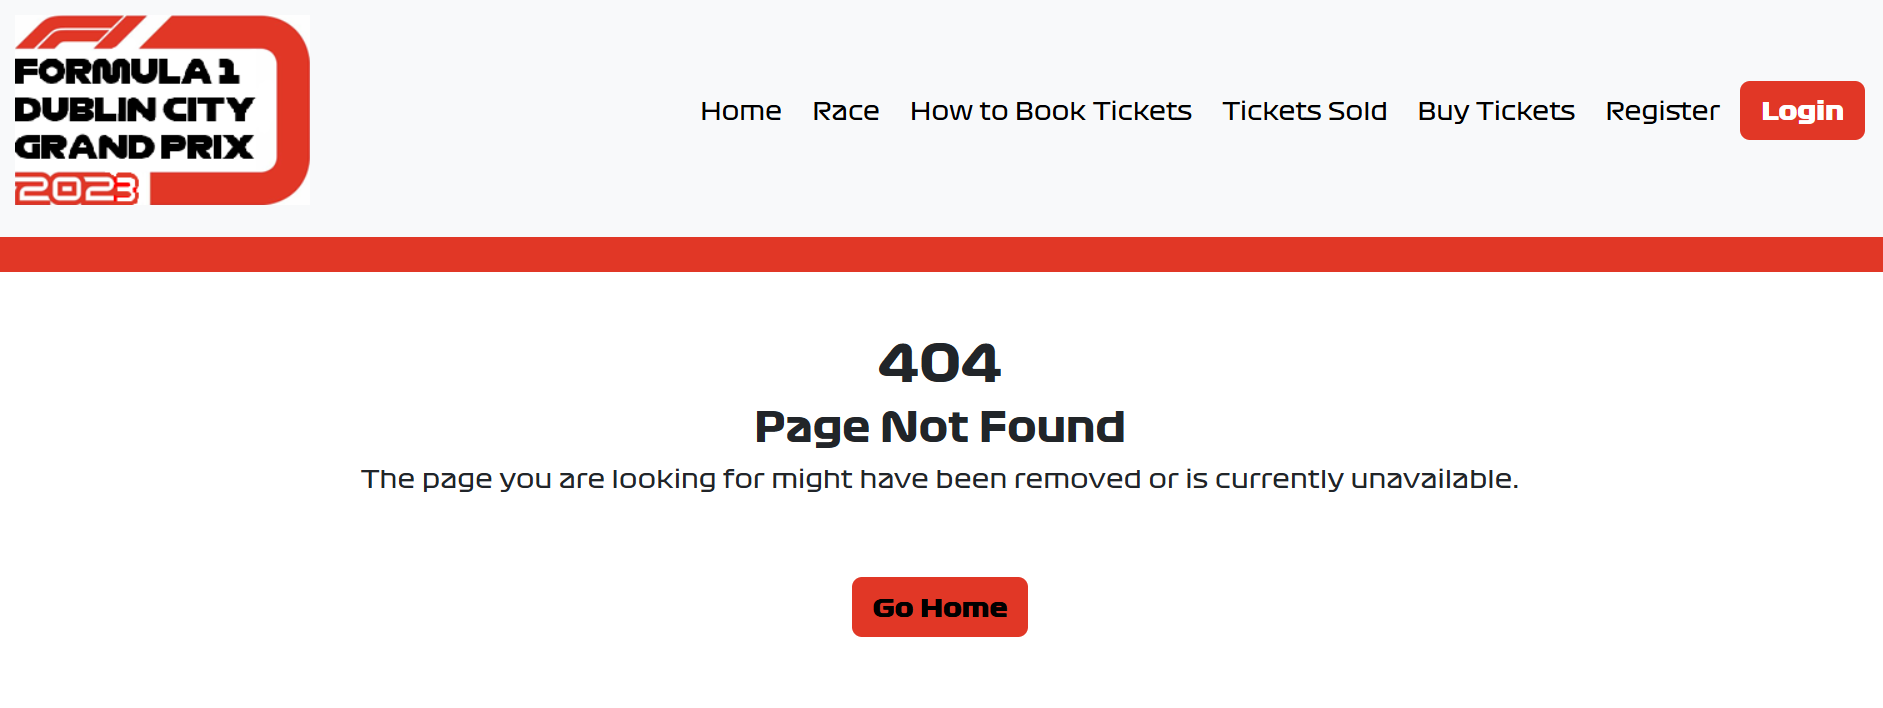 F1
FORMULA 1
DUBLIN CITY
GRAND PRIX
2023
Home Race How to Book Tickets Tickets Sold Buy Tickets Register Login
404
Page Not Found
The page you are looking for might have been removed or is currently unavailable.
Go Home